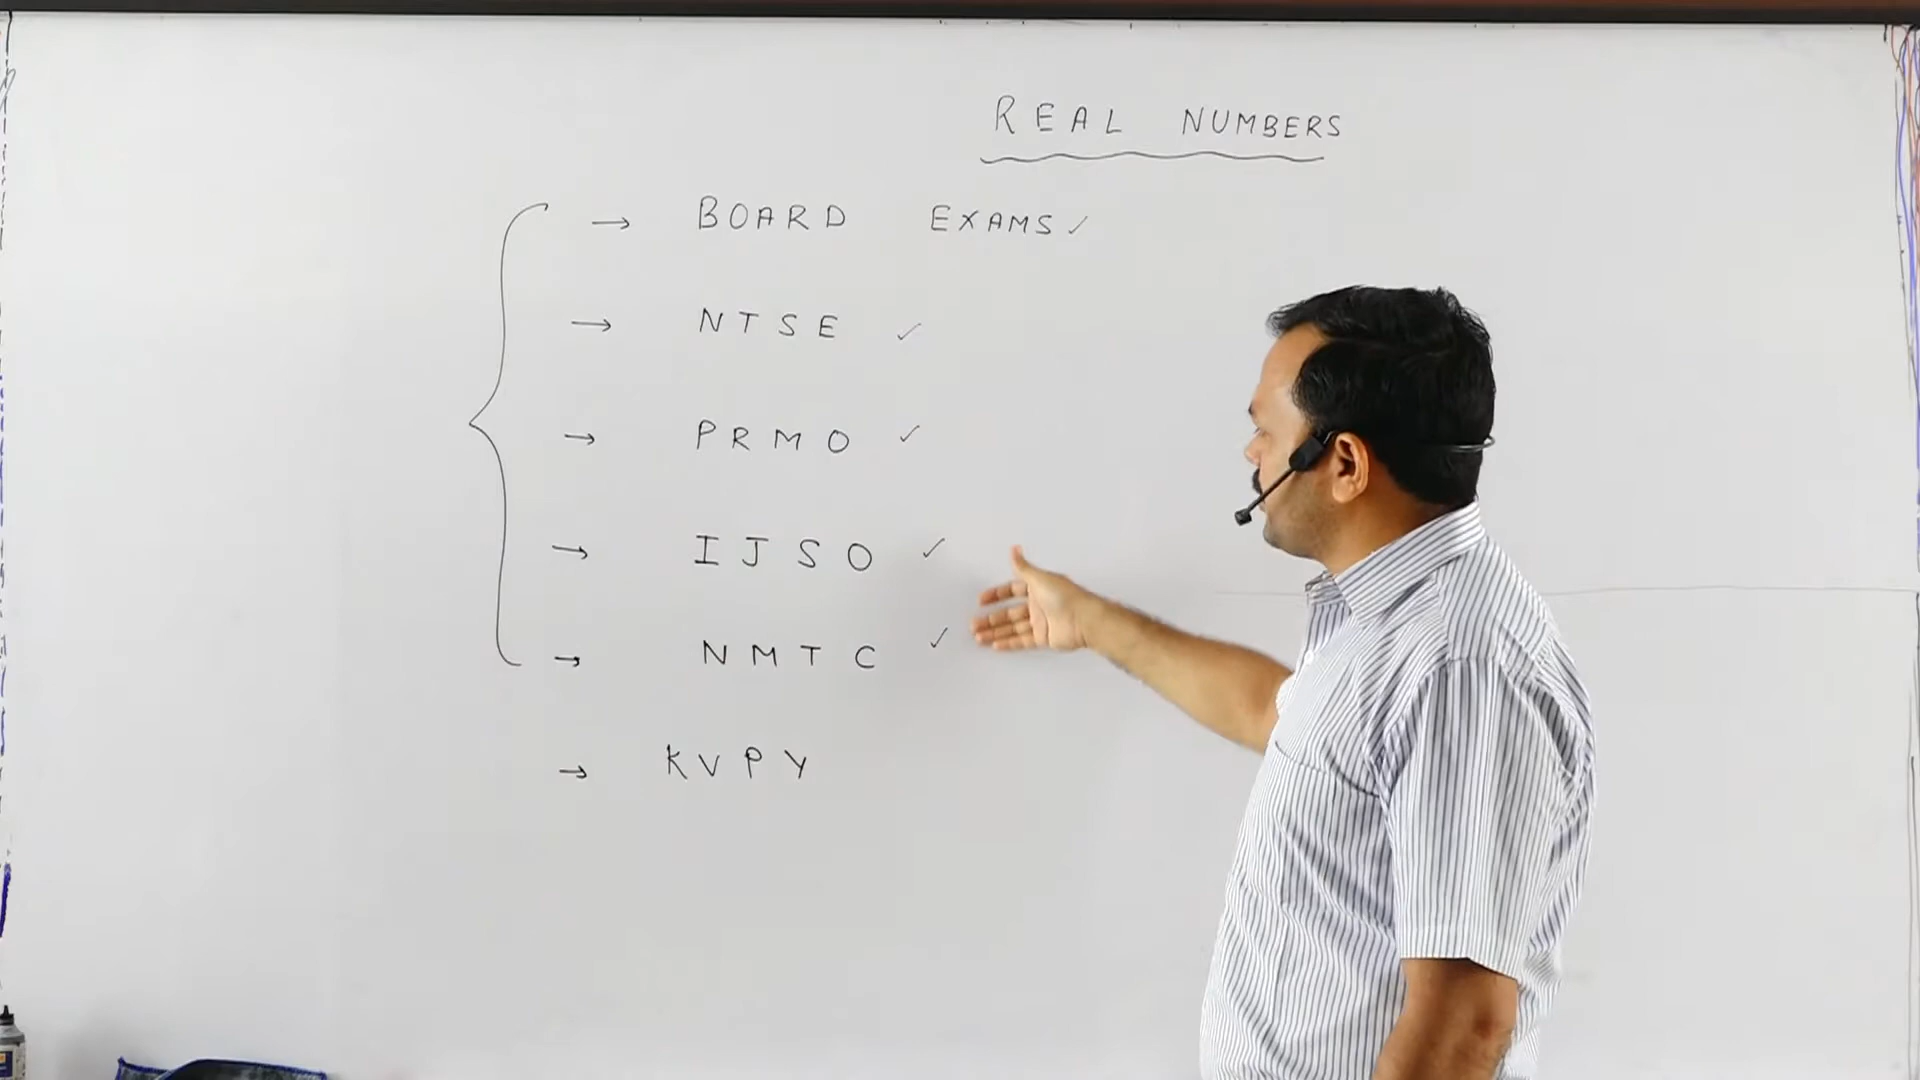 REAL NUMBERS
→ BOARD EXAMS ✓
→ NTSE ✓
→ PRMO ✓
→ IJSO ✓
→ NMTC ✓
→ KVPY